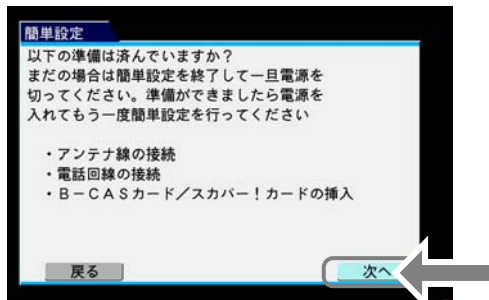 簡単設定
以下の準備は済んでいますか？
まだの場合は簡単設定を終了して一旦電源を
切ってください。準備ができましたら電源を
入れてもう一度簡単設定を行ってください
・アンテナ線の接続
・電話回線の接続
・Ｂ－ＣＡＳカード／スカパー！カードの挿入
戻る
次へ